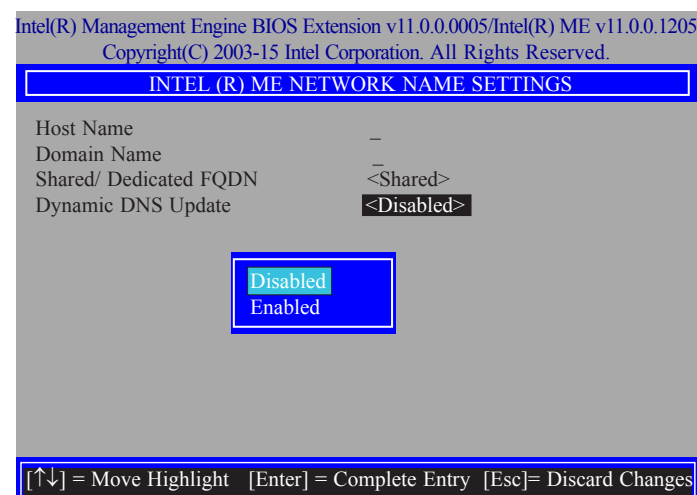 Intel(R) Management Engine BIOS Extension v11.0.0.0005/Intel(R) ME v11.0.0.1205
Copyright(C) 2003-15 Intel Corporation. All Rights Reserved.
INTEL (R) ME NETWORK NAME SETTINGS
Host Name _
Domain Name _
Shared/ Dedicated FQDN <Shared>
Dynamic DNS Update <Disabled>
Disabled
Enabled
[↑↓] = Move Highlight [Enter] = Complete Entry [Esc]= Discard Changes